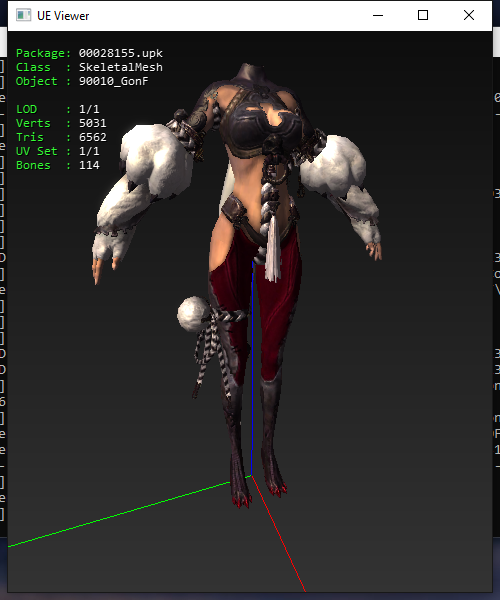 UE Viewer
Package: 00028155.upk
Class : SkeletalMesh
Object : 90010_GonF
LOD : 1/1
Verts : 5031
Tris : 6562
UV Set : 1/1
Bones : 114